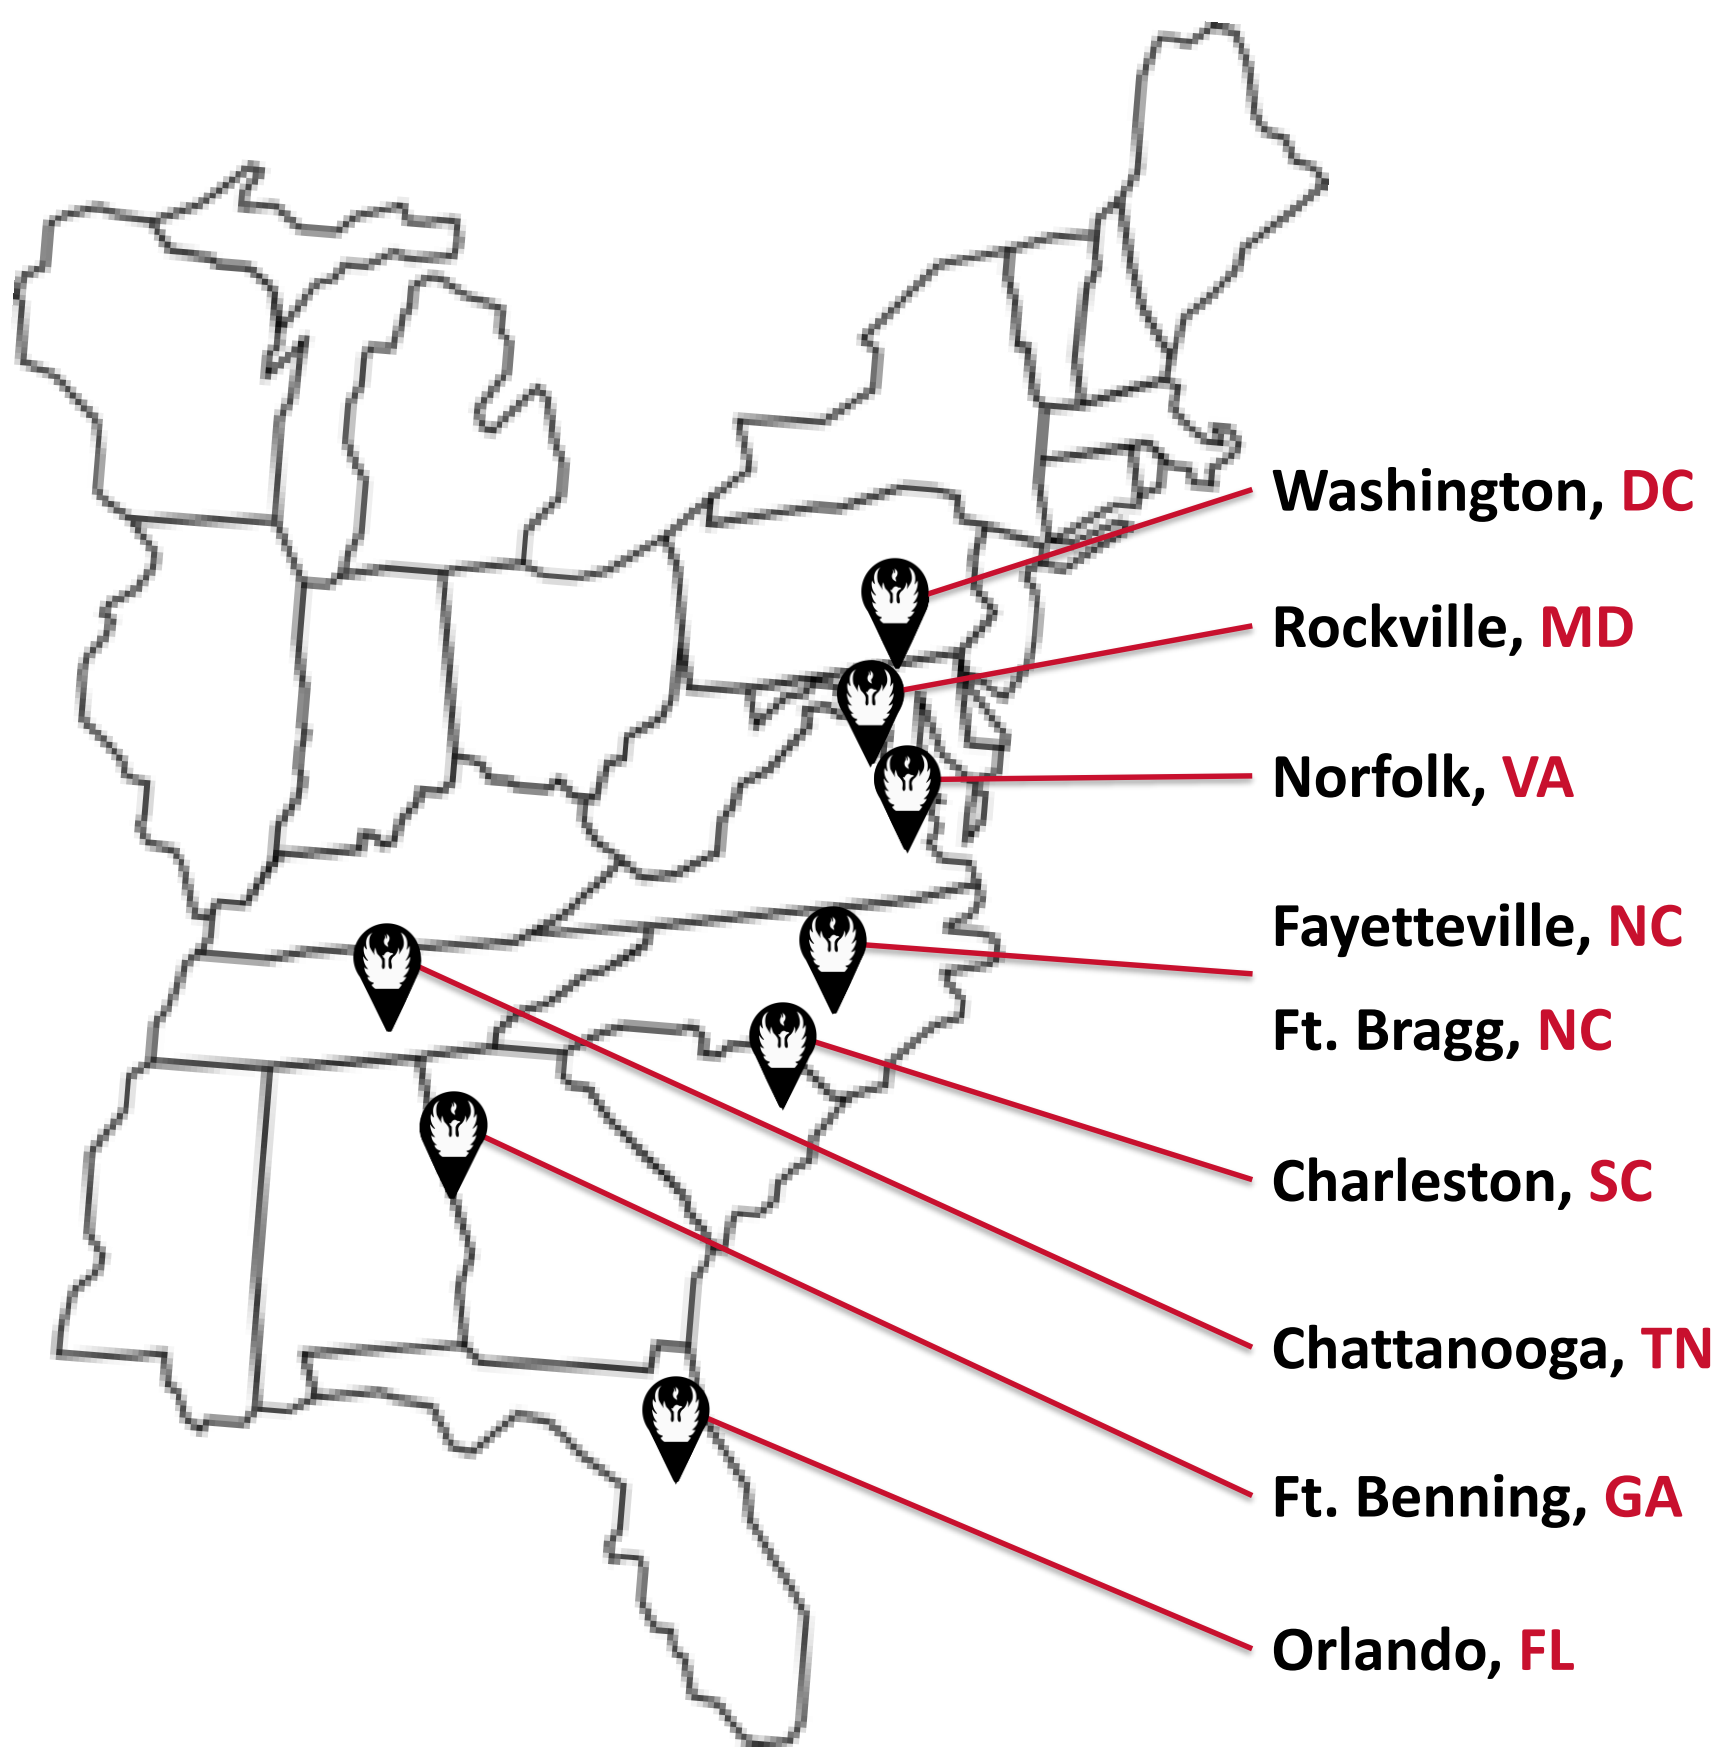 Washington, DC
Rockville, MD
Norfolk, VA
Fayetteville, NC
Ft. Bragg, NC
Charleston, SC
Chattanooga, TN
Ft. Benning, GA
Orlando, FL